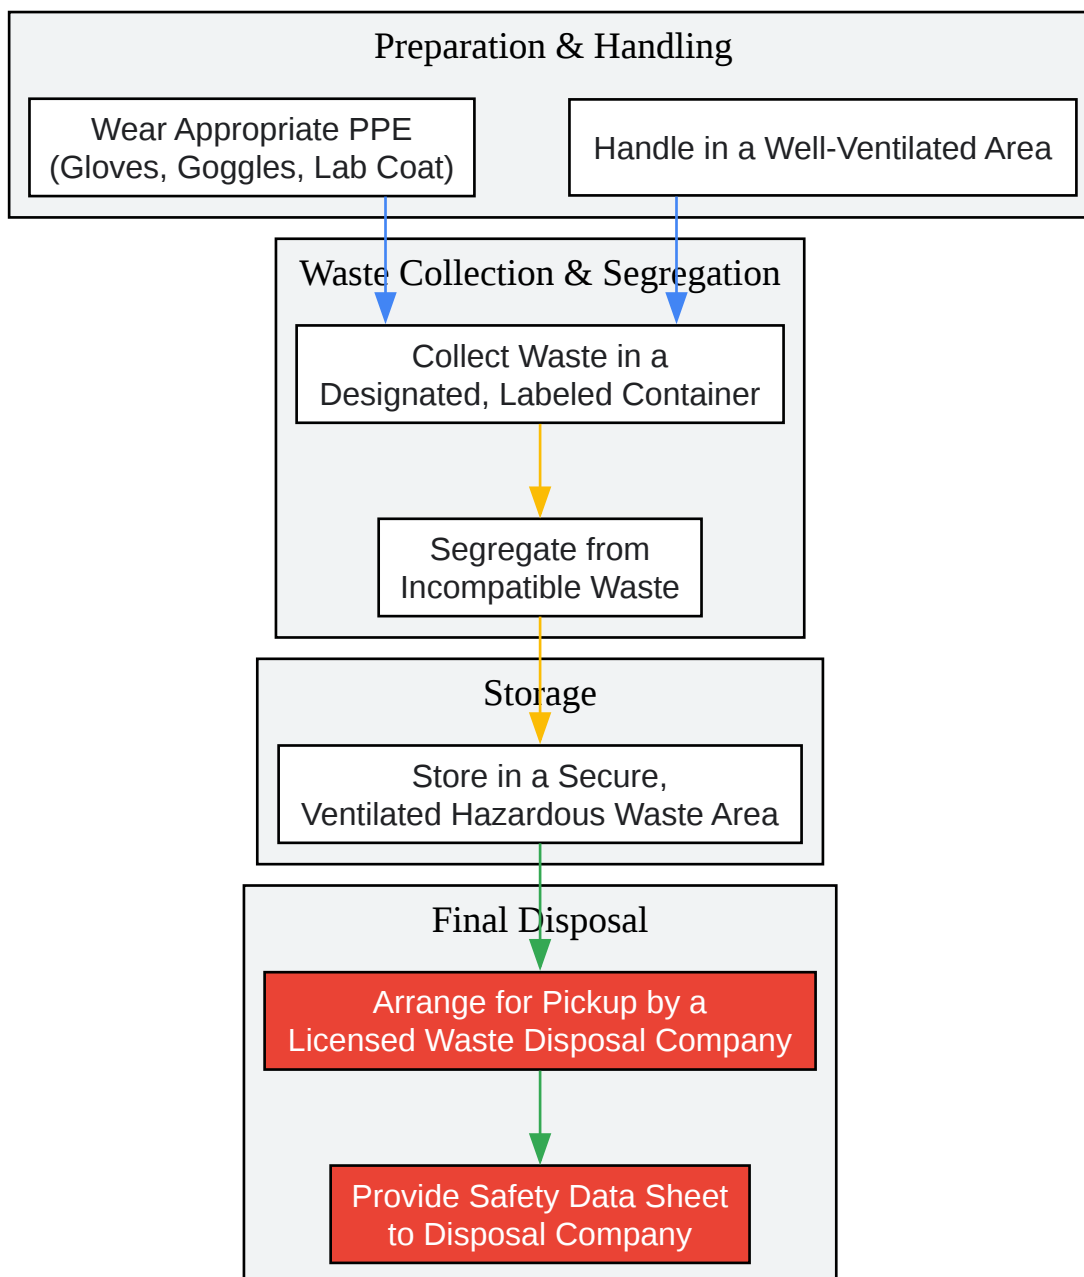 Preparation & Handling
Wear Appropriate PPE
(Gloves, Goggles, Lab Coat)
Handle in a Well-Ventilated Area
Waste Collection & Segregation
Collect Waste in a
Designated, Labeled Container
Segregate from
Incompatible Waste
Storage
Store in a Secure,
Ventilated Hazardous Waste Area
Final Disposal
Arrange for Pickup by a
Licensed Waste Disposal Company
Provide Safety Data Sheet
to Disposal Company